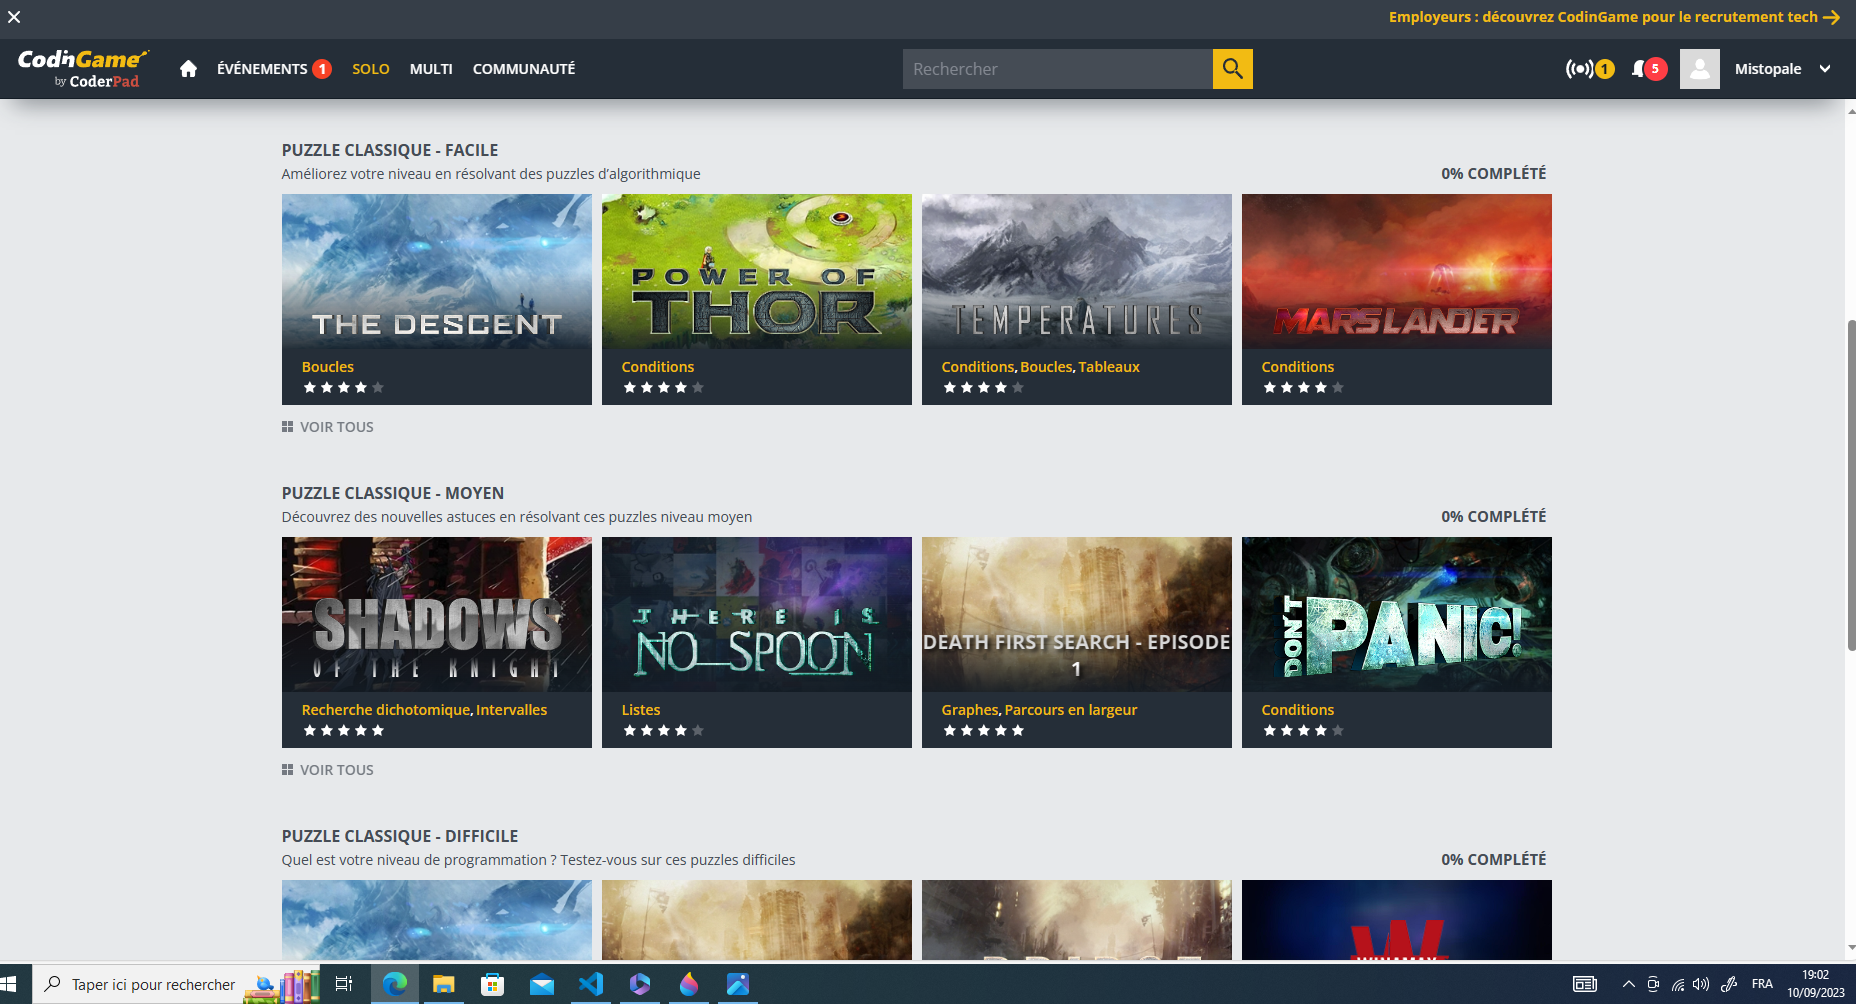 Employeurs : découvrez CodinGame pour le recrutement tech
CodinGame
by CoderPad
ÉVÉNEMENTS 1 SOLO MULTI COMMUNAUTÉ
Rechercher
1 5 Mistopale
PUZZLE CLASSIQUE - FACILE
Améliorez votre niveau en résolvant des puzzles d’algorithmique
0% COMPLÉTÉ
THE DESCENT
POWER OF
THOR
TEMPERATURES
MARS LANDER
Boucles
Conditions
Conditions, Boucles, Tableaux
Conditions
VOIR TOUS
PUZZLE CLASSIQUE - MOYEN
Découvrez des nouvelles astuces en résolvant ces puzzles niveau moyen
0% COMPLÉTÉ
SHADOWS
OF THE KNIGHT
THERE IS
NO SPOON
DEATH FIRST SEARCH - EPISODE
1
DON'T
PANIC!
Recherche dichotomique, Intervalles
Listes
Graphes, Parcours en largeur
Conditions
VOIR TOUS
PUZZLE CLASSIQUE - DIFFICILE
Quel est votre niveau de programmation ? Testez-vous sur ces puzzles difficiles
0% COMPLÉTÉ
Taper ici pour rechercher
FRA
19:02
10/09/2023